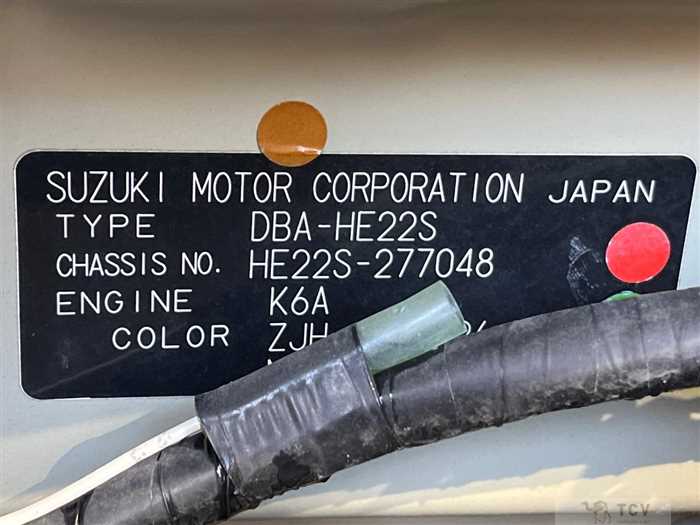 SUZUKI MOTOR CORPORATION JAPAN
TYPE DBA-HE22S
CHASSIS NO. HE22S-277048
ENGINE K6A
COLOR ZJH
TCV